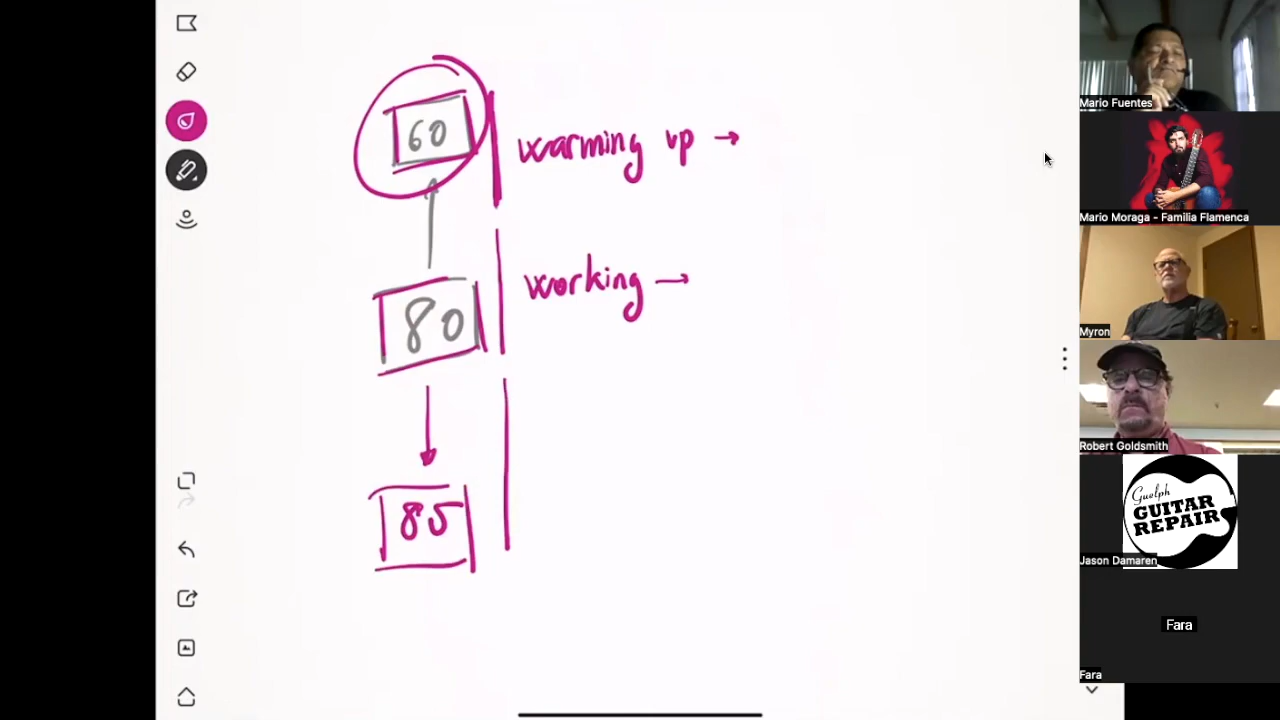 60
warming up →
80
working →
85
Mario Fuentes
Mario Moraga - Familia Flamenca
Myron
Robert Goldsmith
Guelph
GUITAR
REPAIR
Jason Damaren
Fara
Fara